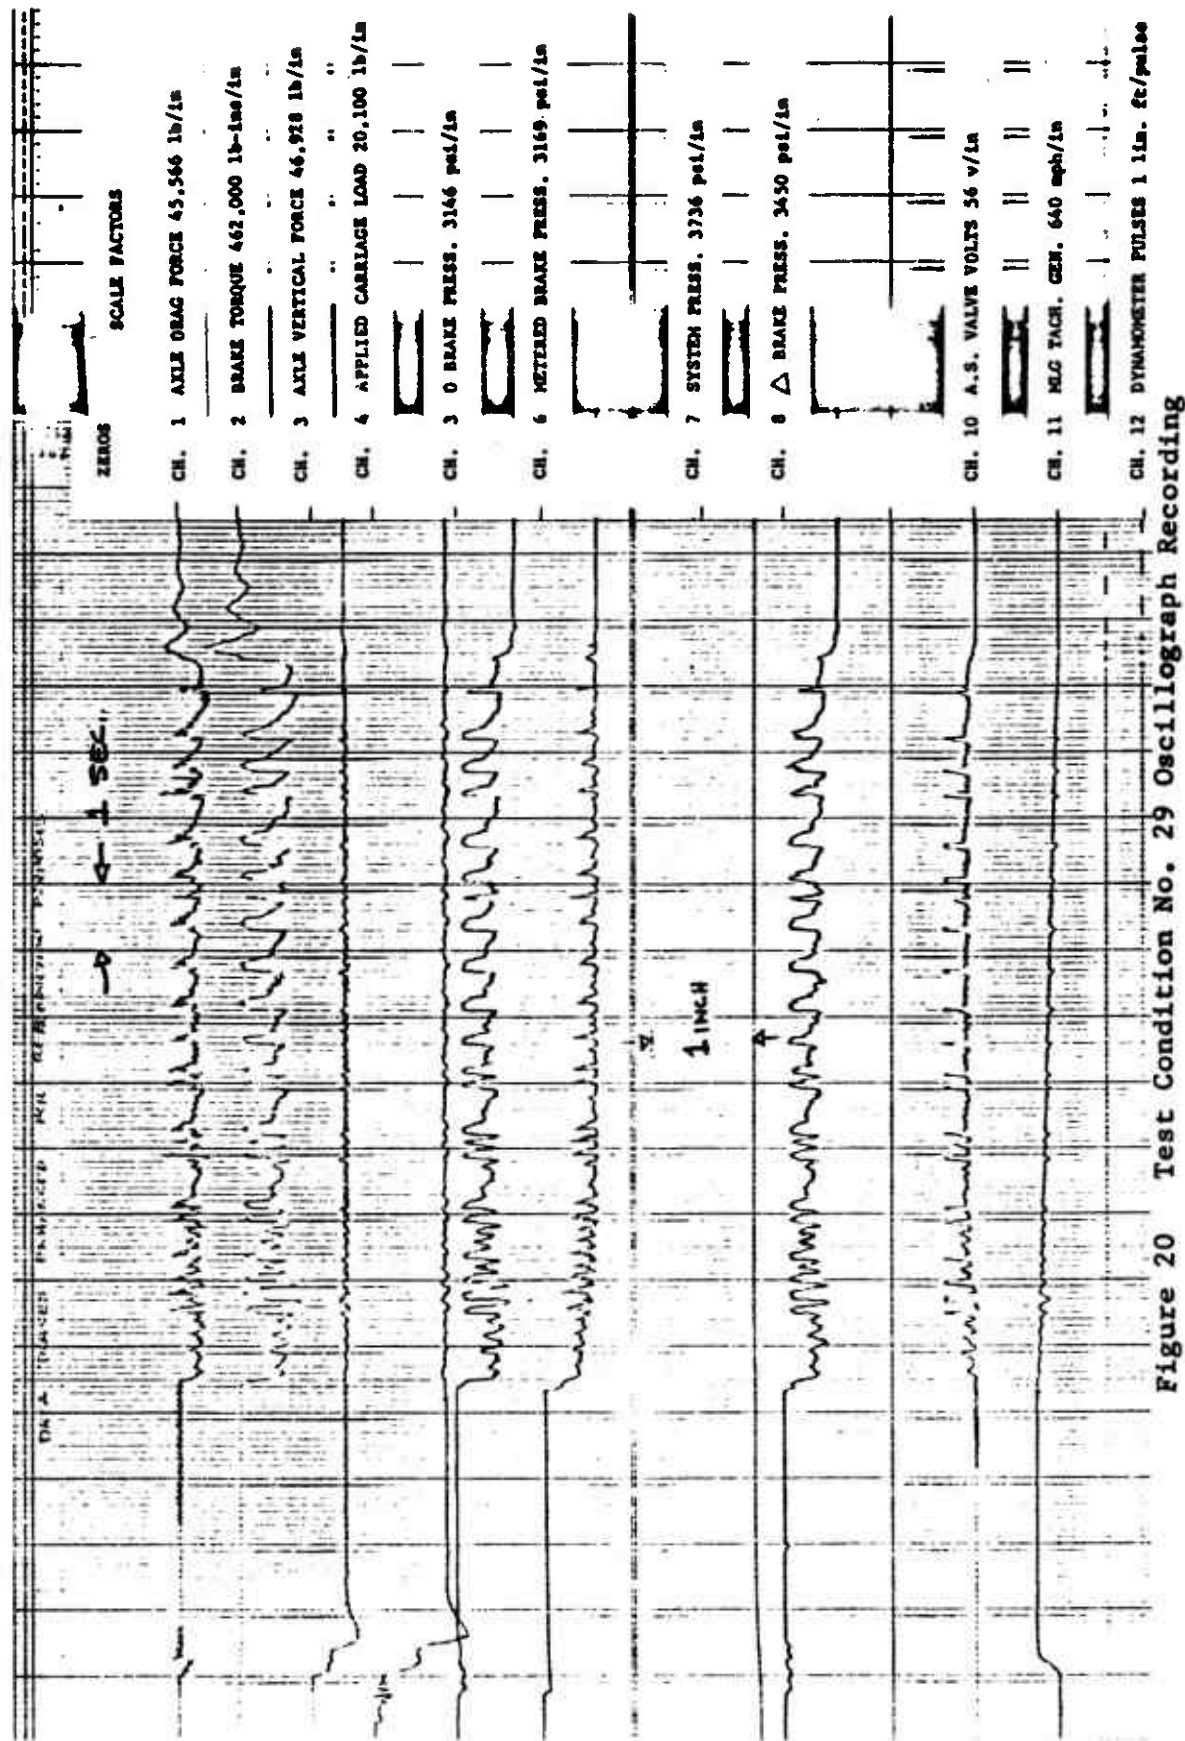 SCALE FACTORS
ZEROS
CH. 1 AXLE DRAG FORCE 45,566 lb/in
CH. 2 BRAKE TORQUE 462,000 lb-ins/in
CH. 3 AXLE VERTICAL FORCE 46,928 lb/in
CH. 4 APPLIED CARRIAGE LOAD 20,100 lb/in
CH. 3 O BRAKE PRESS. 3146 psi/in
CH. 6 METERED BRAKE PRESS. 3169 psi/in
CH. 7 SYSTEM PRESS. 3736 psi/in
CH. 8 △ BRAKE PRESS. 3450 psi/in
CH. 10 A.S. VALVE VOLTS 56 v/in
CH. 11 MLG TACH. GEN. 640 mph/in
CH. 12 DYNAMOMETER PULSES 1 lin. ft/pulse
1 SEC.
1 INCH
Figure 20 Test Condition No. 29 Oscillograph Recording